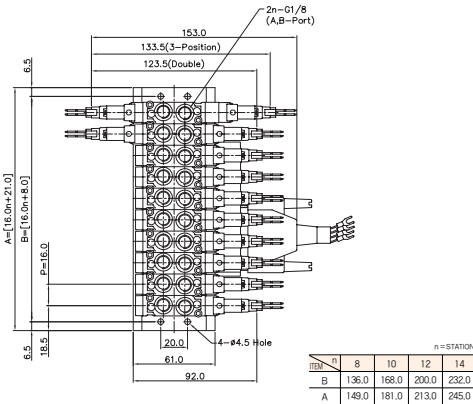 2n-G1/8
(A,B-Port)
153.0
133.5(3-Position)
123.5(Double)
6.5
A=[16.0n+21.0]
B=[16.0n+8.0]
P=16.0
18.5
6.5
20.0
4-ø4.5 Hole
61.0
92.0
n=STATION
ITEM n 8 10 12 14
B 136.0 168.0 200.0 232.0
A 149.0 181.0 213.0 245.0